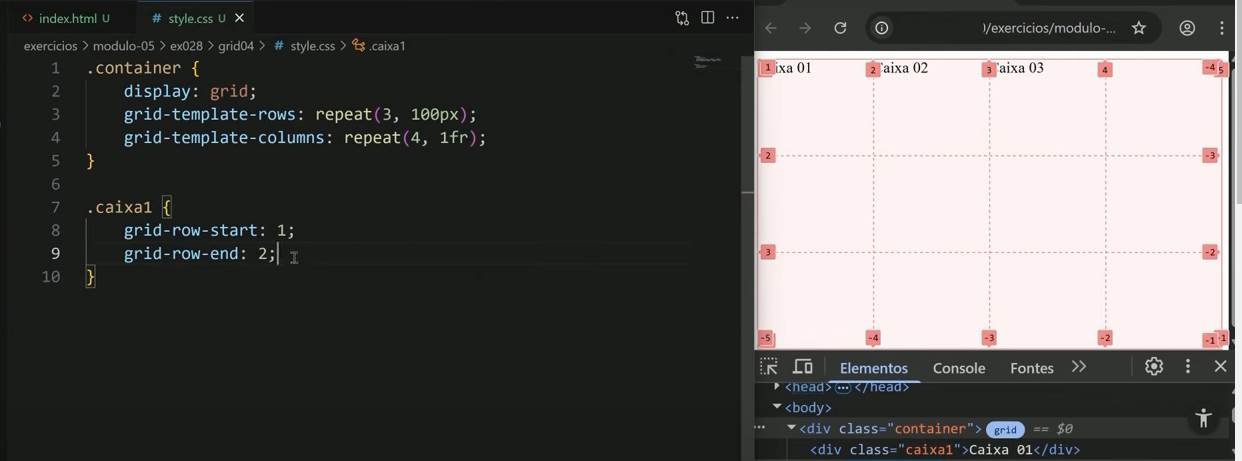 index.html U
style.css U
exercicios > modulo-05 > ex028 > grid04 > # style.css > .caixa1
1 .container {
2 display: grid;
3 grid-template-rows: repeat(3, 100px);
4 grid-template-columns: repeat(4, 1fr);
5 }
6
7 .caixa1 {
8 grid-row-start: 1;
9 grid-row-end: 2;
10 }
)/exercicios/modulo-...
1 ixa 01 2 aixa 02 3 aixa 03 4 -4 5
2 -3
3 -2
-5 -4 -3 -2 -1 1
Elementos Console Fontes
<head> ... </head>
<body>
... <div class="container"> grid == $0
<div class="caixa1">Caixa 01</div>